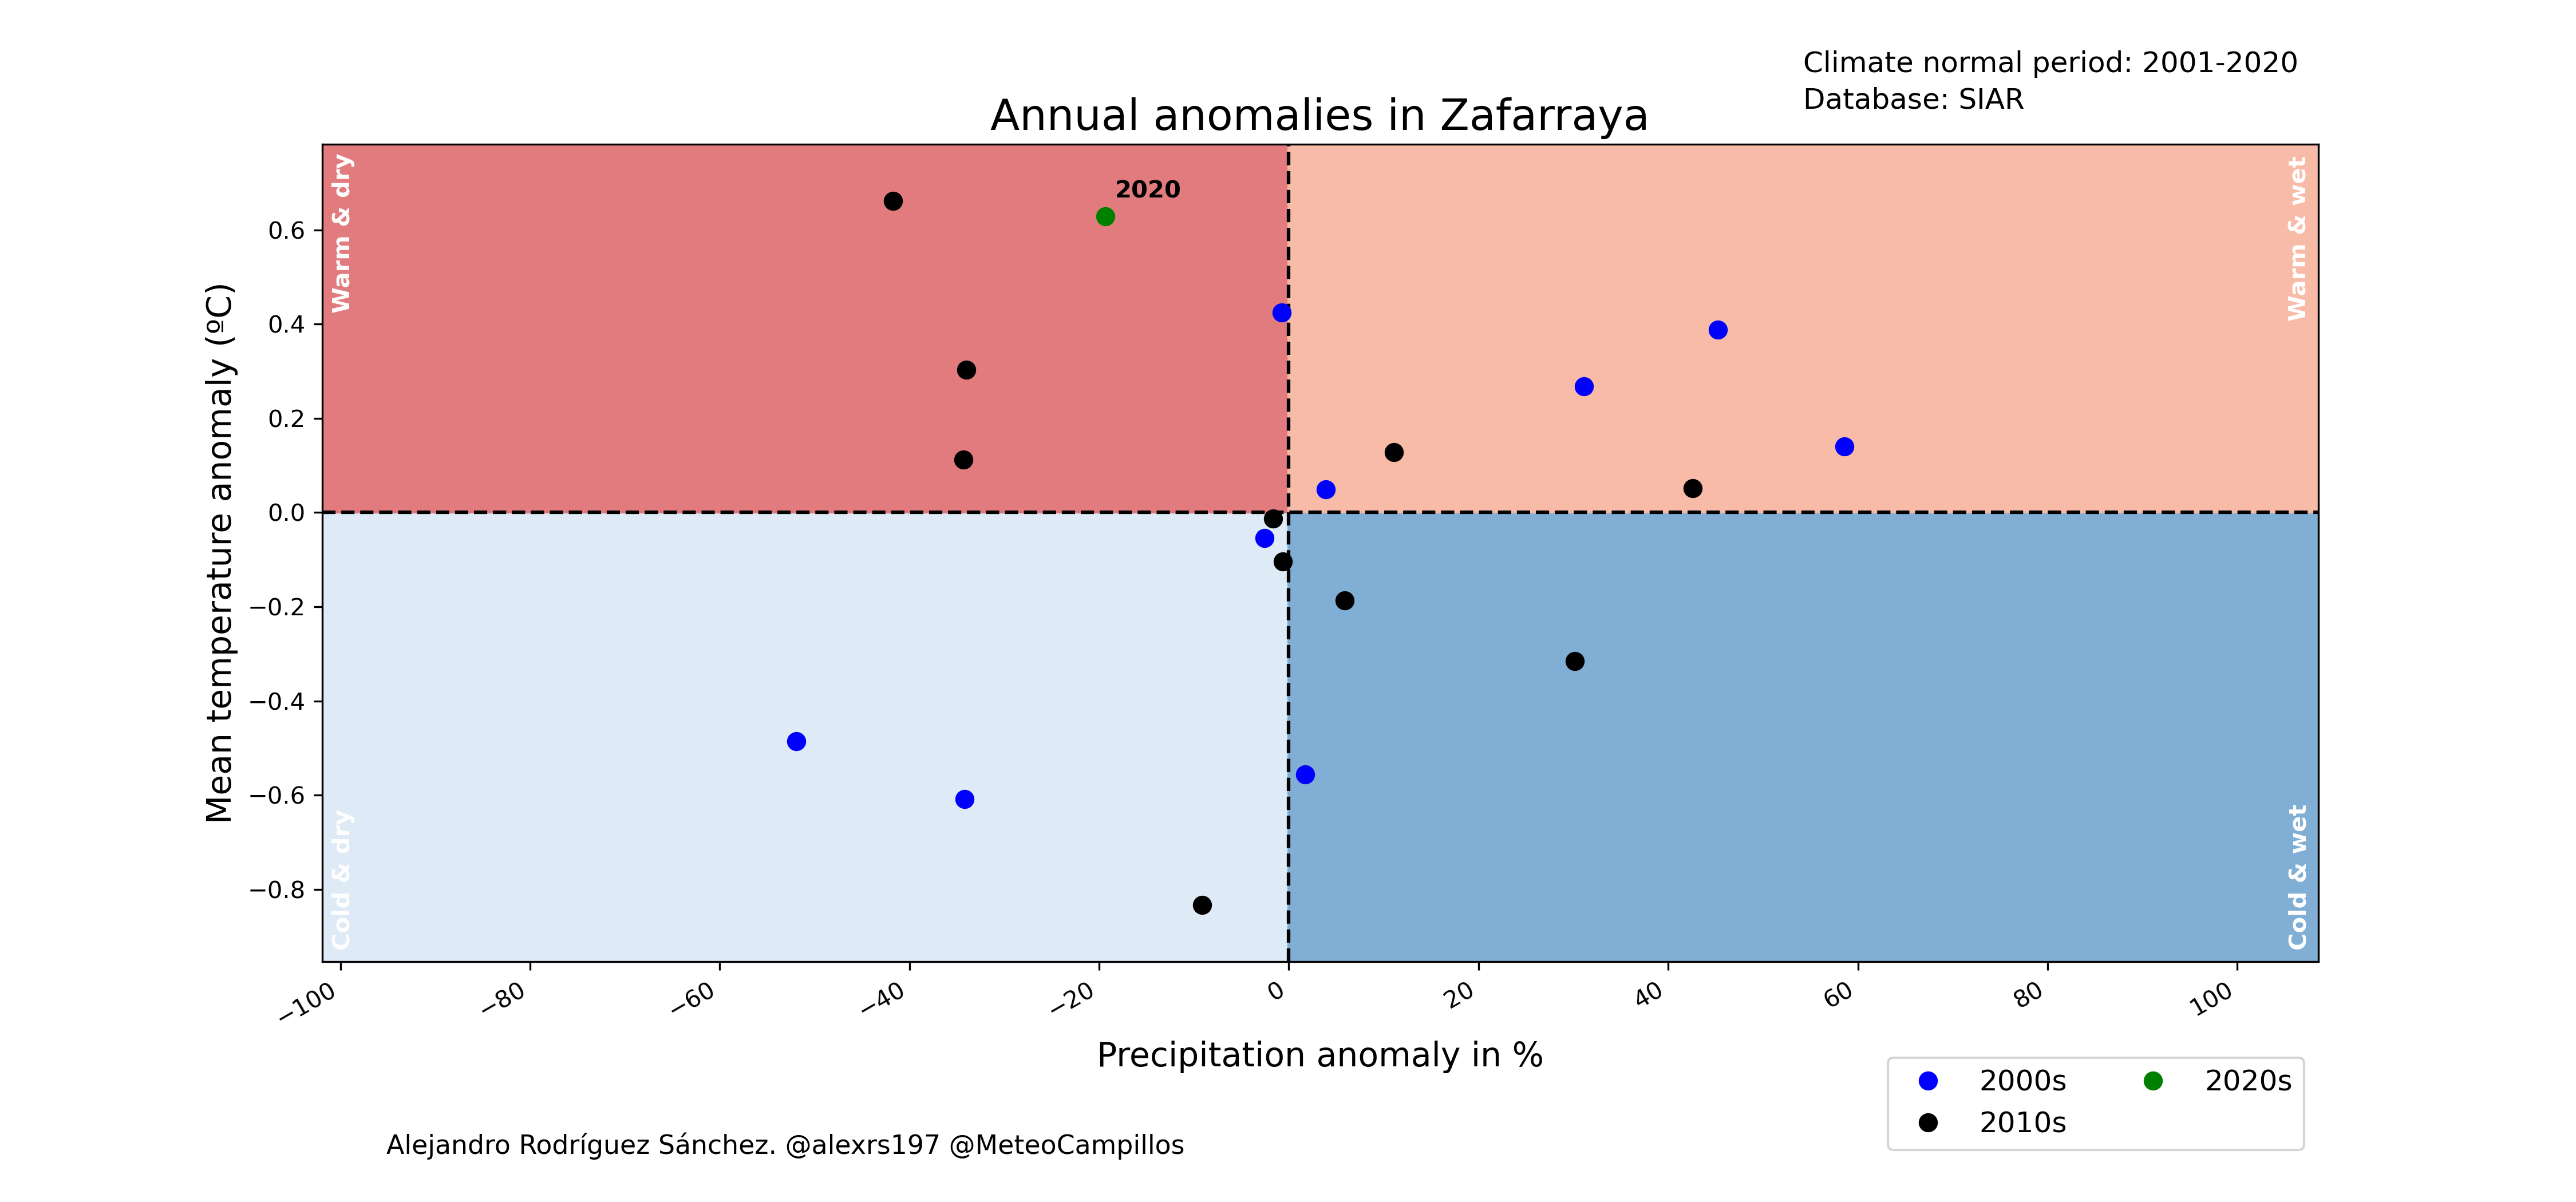 Climate normal period: 2001-2020
Database: SIAR
Annual anomalies in Zafarraya
Warm & dry
Warm & wet
2020
Mean temperature anomaly (ºC)
0.6
0.4
0.2
0.0
−0.2
−0.4
−0.6
−0.8
Cold & dry
Cold & wet
−100
−80
−60
−40
−20
0
20
40
60
80
100
Precipitation anomaly in %
2000s
2020s
2010s
Alejandro Rodríguez Sánchez. @alexrs197 @MeteoCampillos